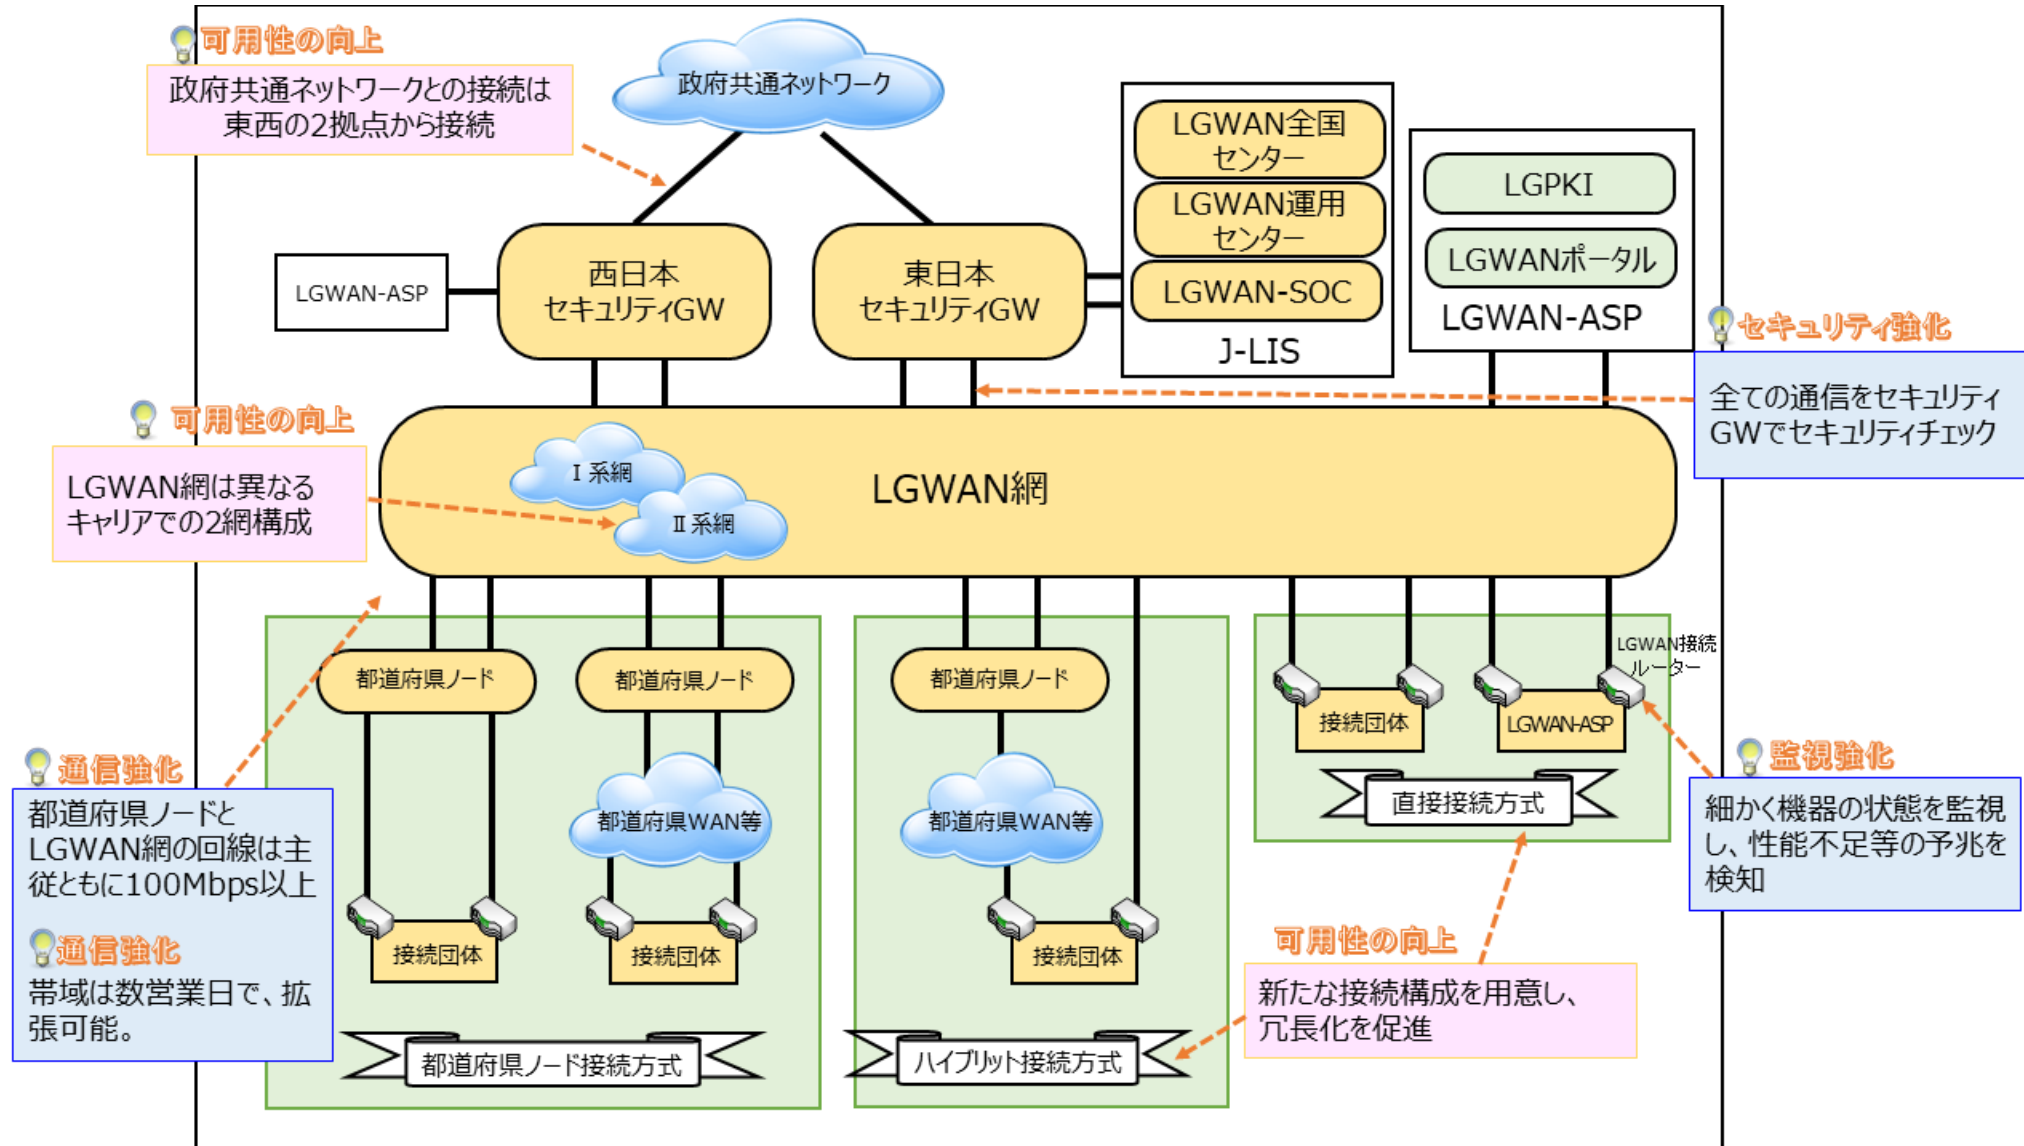 可用性の向上
政府共通ネットワークとの接続は
東西の2拠点から接続
政府共通ネットワーク
LGWAN全国
センター
LGWAN運用
センター
LGWAN-SOC
J-LIS
LGPKI
LGWANポータル
LGWAN-ASP
LGWAN-ASP
西日本
セキュリティGW
東日本
セキュリティGW
セキュリティ強化
全ての通信をセキュリティ
GWでセキュリティチェック
可用性の向上
LGWAN網は異なる
キャリアでの2網構成
Ⅰ系網
Ⅱ系網
LGWAN網
都道府県ノード
都道府県ノード
都道府県ノード
LGWAN接続
ルーター
接続団体
LGWAN-ASP
直接接続方式
通信強化
都道府県ノードと
LGWAN網の回線は主
従ともに100Mbps以上
通信強化
帯域は数営業日で、拡
張可能。
都道府県WAN等
都道府県WAN等
監視強化
細かく機器の状態を監視
し、性能不足等の予兆を
検知
接続団体
接続団体
接続団体
可用性の向上
新たな接続構成を用意し、
冗長化を促進
都道府県ノード接続方式
ハイブリット接続方式